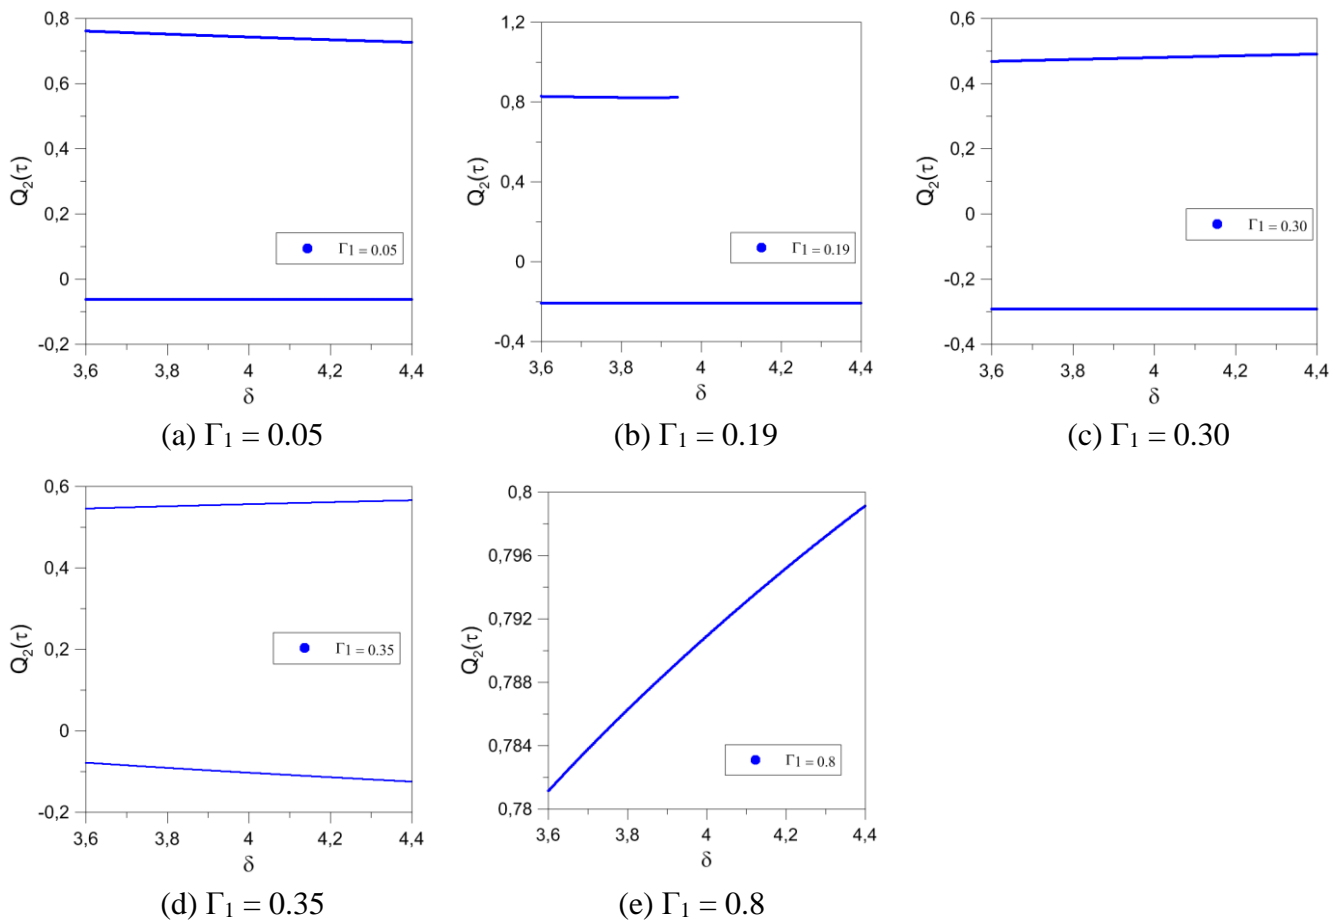 0,8
0,6
0,4
0,2
0
-0,2
Q₂(τ)
Γ1 = 0.05
3,6 3,8 4 4,2 4,4
δ
(a) Γ₁ = 0.05
1,2
0,8
0,4
0
-0,4
Q₂(τ)
Γ1 = 0.19
3,6 3,8 4 4,2 4,4
δ
(b) Γ₁ = 0.19
0,6
0,4
0,2
0
-0,2
-0,4
Q₂(τ)
Γ1 = 0.30
3,6 3,8 4 4,2 4,4
δ
(c) Γ₁ = 0.30
0,6
0,4
0,2
0
-0,2
Q₂(τ)
Γ1 = 0.35
3,6 3,8 4 4,2 4,4
δ
(d) Γ₁ = 0.35
0,8
0,796
0,792
0,788
0,784
0,78
Q₂(τ)
Γ1 = 0.8
3,6 3,8 4 4,2 4,4
δ
(e) Γ₁ = 0.8